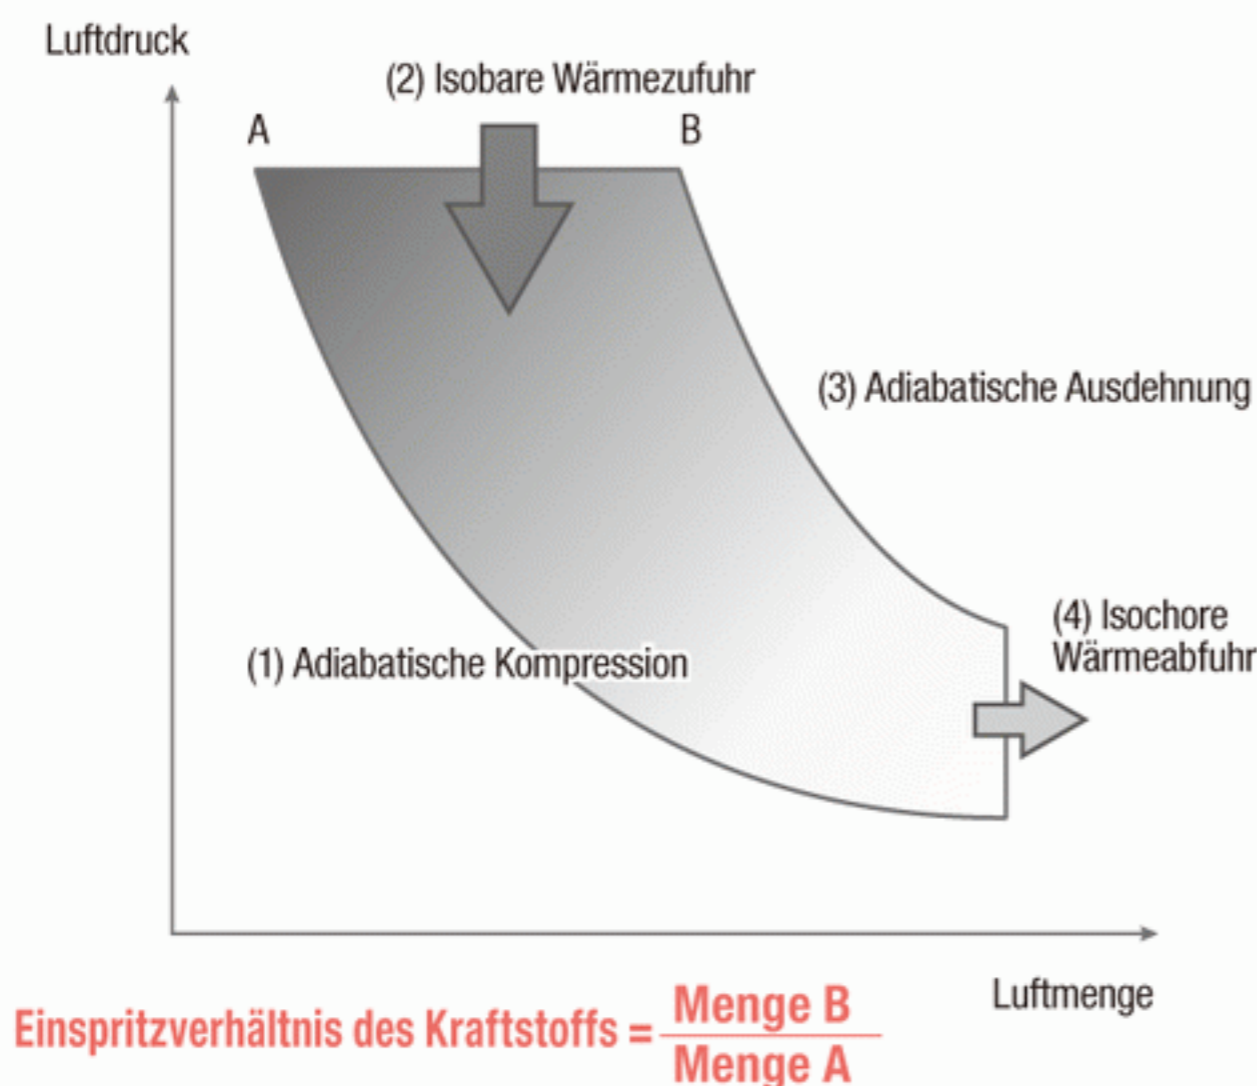 Luftdruck
(2) Isobare Wärmezufuhr
A
B
(3) Adiabatische Ausdehnung
(4) Isochore
Wärmeabfuhr
(1) Adiabatische Kompression
Luftmenge
Einspritzverhältnis des Kraftstoffs = Menge B
Menge A